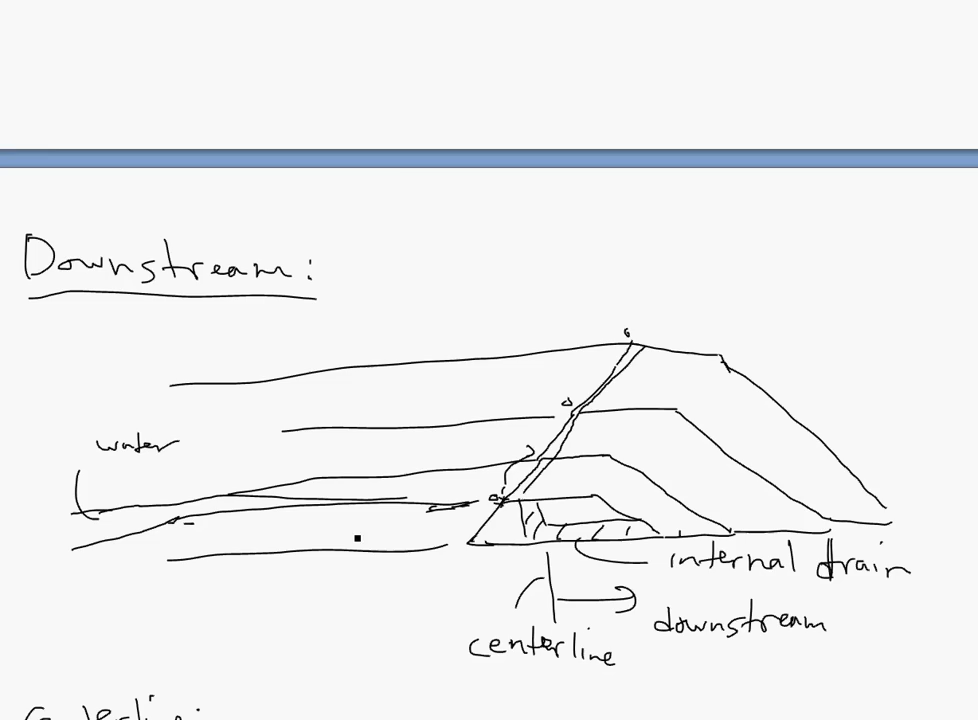 Downstream:
water
internal drain
downstream
centerline